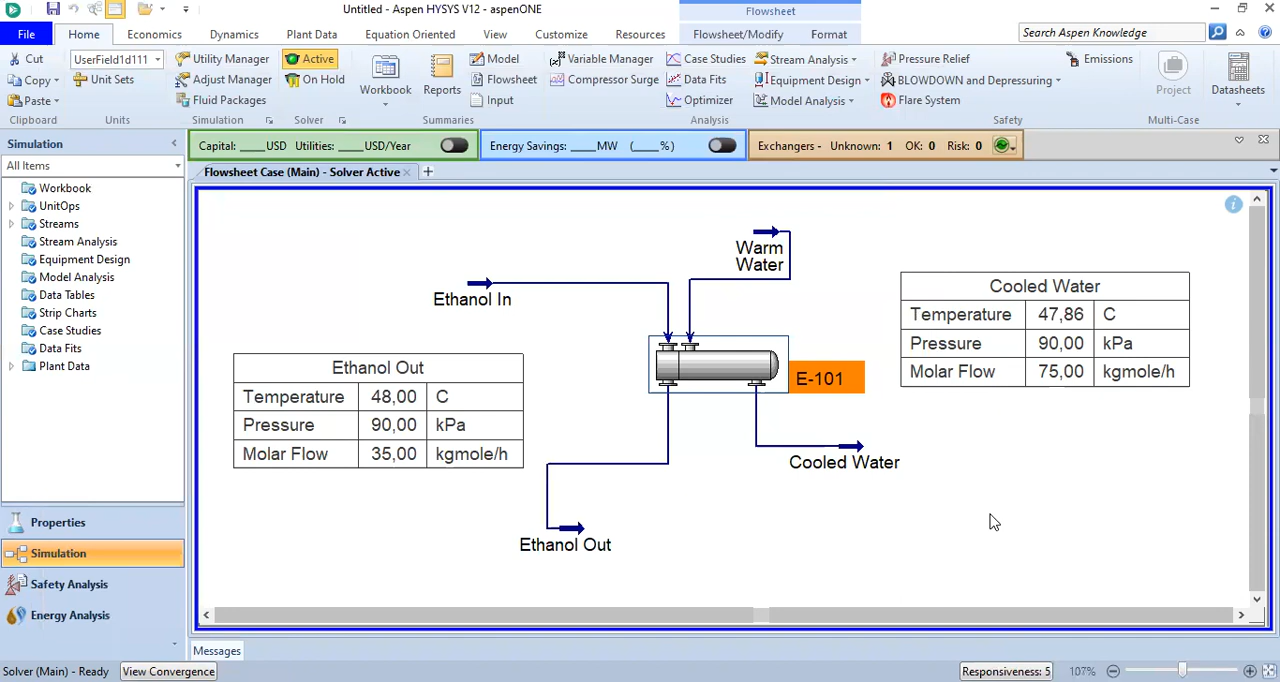 Untitled - Aspen HYSYS V12 - aspenONE
Flowsheet
File Home Economics Dynamics Plant Data Equation Oriented View Customize Resources Flowsheet/Modify Format Search Aspen Knowledge
Cut UserField1d111 Utility Manager Active Model Variable Manager Case Studies Stream Analysis Pressure Relief Emissions
Copy Unit Sets Adjust Manager On Hold Workbook Reports Flowsheet Compressor Surge Data Fits Equipment Design BLOWDOWN and Depressuring Project Datasheets
Paste Fluid Packages Input Optimizer Model Analysis Flare System
Clipboard Units Simulation Solver Summaries Analysis Safety Multi-Case
Simulation
Capital: ____USD Utilities: ____USD/Year Energy Savings: ____MW (____%) Exchangers - Unknown: 1 OK: 0 Risk: 0
All Items
Flowsheet Case (Main) - Solver Active
Workbook
UnitOps
Streams
Stream Analysis
Equipment Design
Model Analysis
Data Tables
Strip Charts
Case Studies
Data Fits
Plant Data
Properties
Simulation
Safety Analysis
Energy Analysis
Warm
Water
Ethanol In
Cooled Water
Temperature 47,86 C
Pressure 90,00 kPa
Molar Flow 75,00 kgmole/h
Ethanol Out
Temperature 48,00 C
Pressure 90,00 kPa
Molar Flow 35,00 kgmole/h
E-101
Cooled Water
Ethanol Out
Messages
Solver (Main) - Ready View Convergence Responsiveness: 5 107%